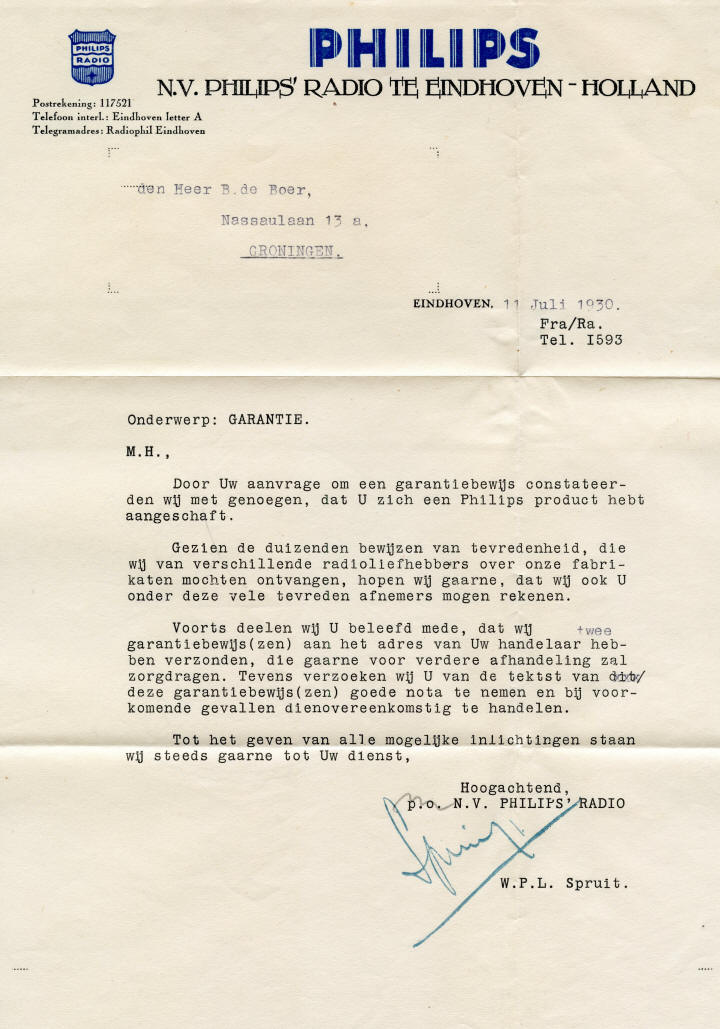 PHILIPS
RADIO
PHILIPS
N.V. PHILIPS' RADIO TE EINDHOVEN - HOLLAND
Postrekening: 117521
Telefoon interl.: Eindhoven letter A
Telegramadres: Radiophil Eindhoven
den Heer B.de Boer,
Nassaulaan 13 a,
GRONINGEN.
EINDHOVEN, 11 Juli 1930.
Fra/Ra.
Tel. I593
Onderwerp: GARANTIE.
M.H.,
Door Uw aanvrage om een garantiebewijs constateer-
den wij met genoegen, dat U zich een Philips product hebt
aangeschaft.
Gezien de duizenden bewijzen van tevredenheid, die
wij van verschillende radioliefhebbers over onze fabri-
katen mochten ontvangen, hopen wij gaarne, dat wij ook U
onder deze vele tevreden afnemers mogen rekenen.
Voorts deelen wij U beleefd mede, dat wij twee
garantiebewijs(zen) aan het adres van Uw handelaar heb-
ben verzonden, die gaarne voor verdere afhandeling zal
zorgdragen. Tevens verzoeken wij U van de tektst van dit/
deze garantiebewijs(zen) goede nota te nemen en bij voor-
komende gevallen dienovereenkomstig te handelen.
Tot het geven van alle mogelijke inlichtingen staan
wij steeds gaarne tot Uw dienst,
Hoogachtend,
p.o. N.V. PHILIPS' RADIO
Spruit
W.P.L. Spruit.